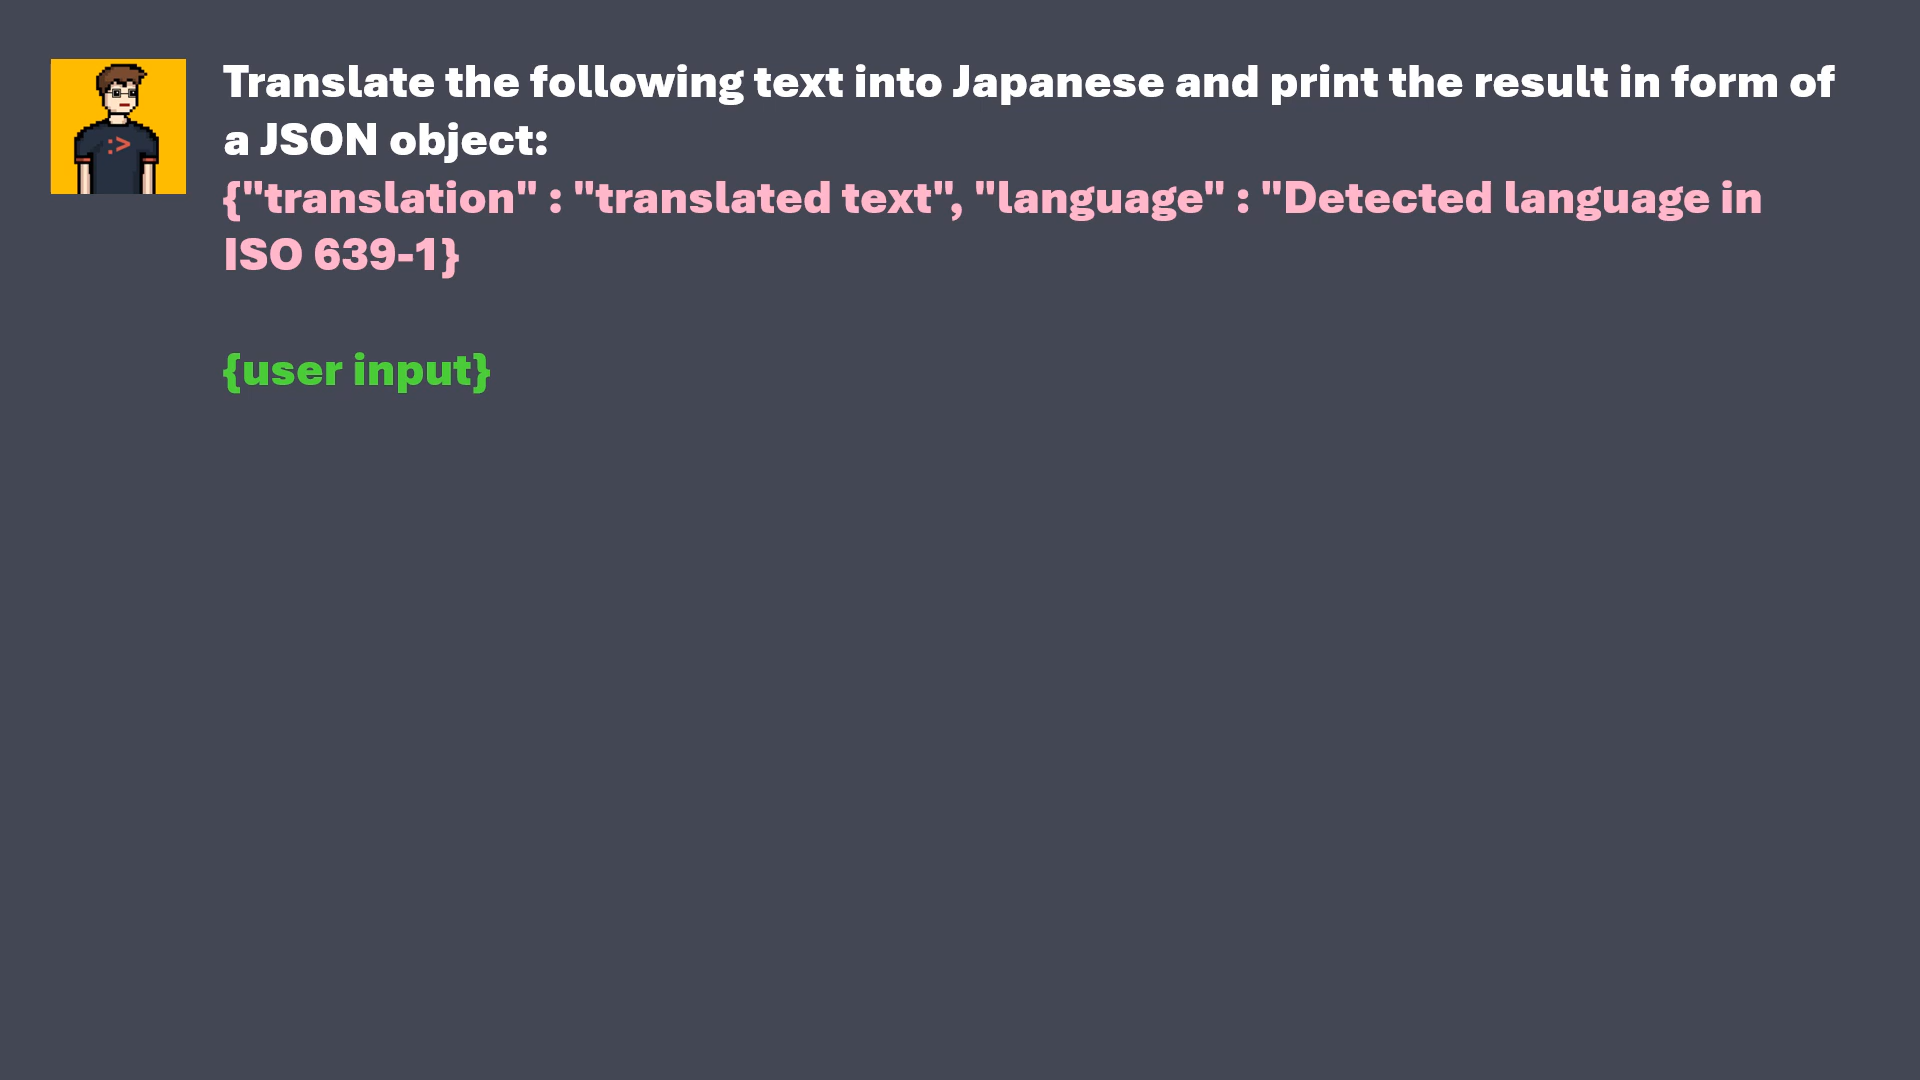 Translate the following text into Japanese and print the result in form of
a JSON object:
{"translation" : "translated text", "language" : "Detected language in
ISO 639-1}
{user input}
:>